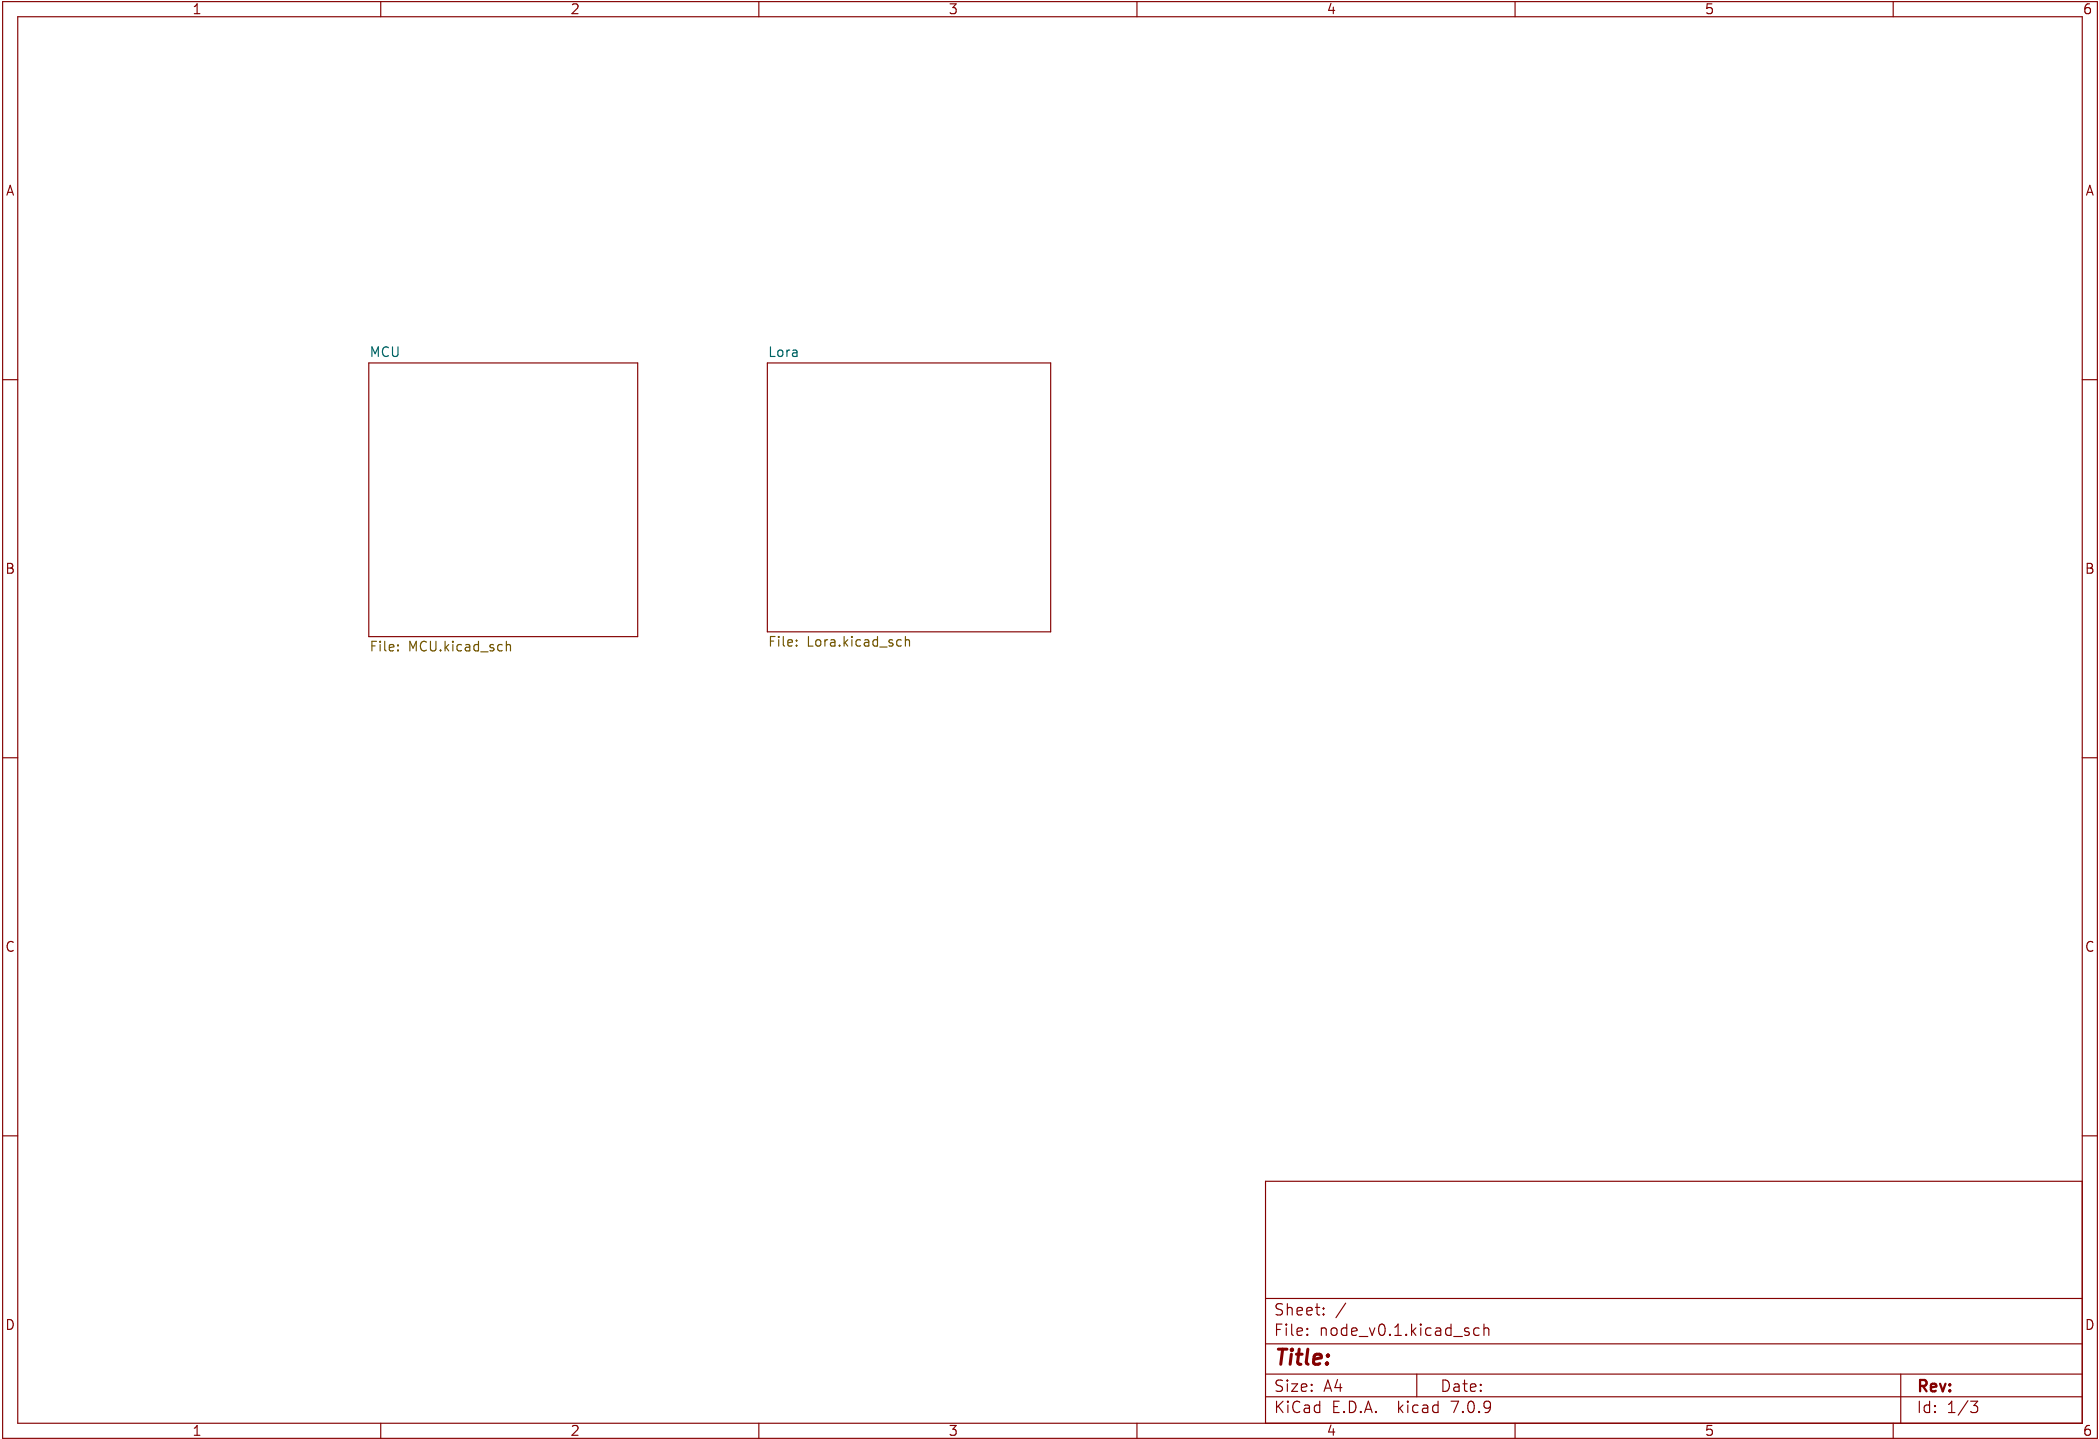 1 2 3 4 5 6
A A
MCU Lora
B B
File: MCU.kicad_sch File: Lora.kicad_sch
C C
Sheet: /
File: node_v0.1.kicad_sch
D D
Title:
Size: A4 Date: Rev:
KiCad E.D.A. kicad 7.0.9 Id: 1/3
1 2 3 4 5 6